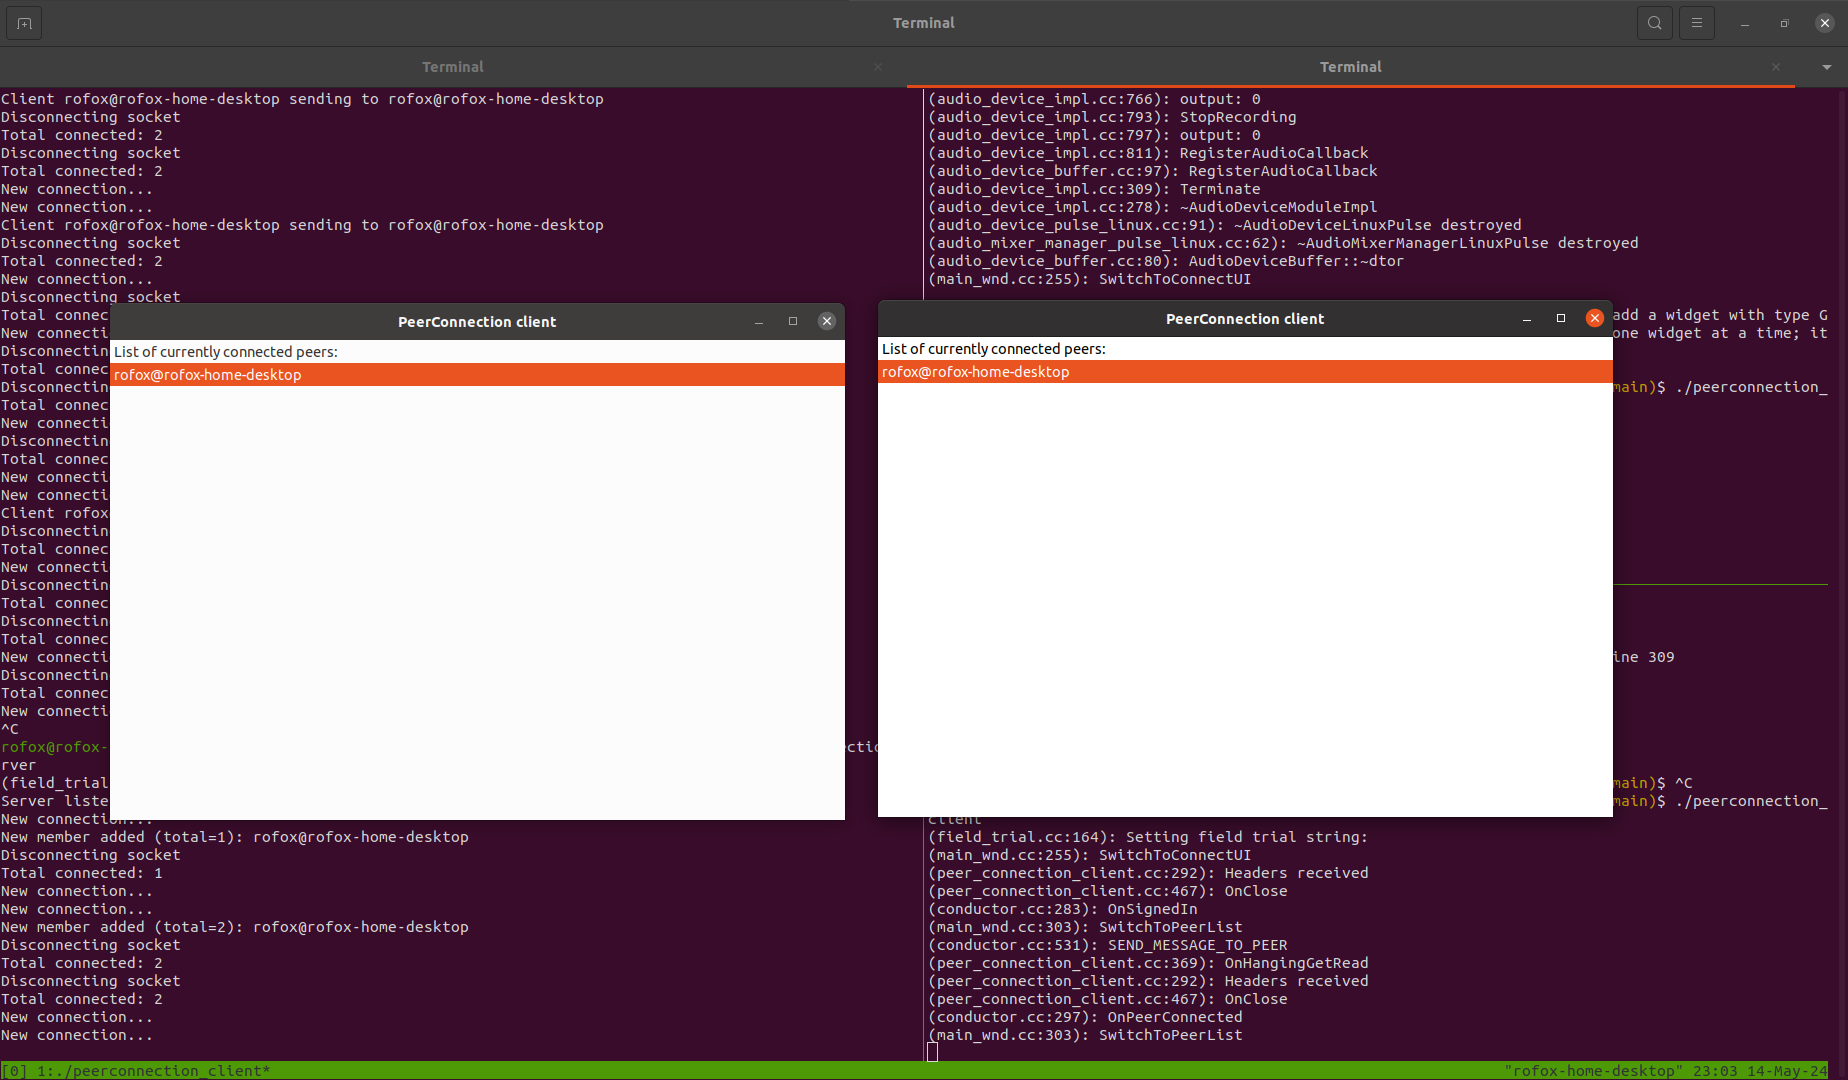 Terminal
Terminal
Terminal
Client rofox@rofox-home-desktop sending to rofox@rofox-home-desktop
Disconnecting socket
Total connected: 2
Disconnecting socket
Total connected: 2
New connection...
New connection...
Client rofox@rofox-home-desktop sending to rofox@rofox-home-desktop
Disconnecting socket
Total connected: 2
New connection...
Disconnecting socket
Total connec
New connecti
Disconnectin
Total connec
Disconnectin
Total connec
New connecti
Disconnectin
Total connec
New connecti
New connecti
Client rofox
Disconnectin
Total connec
New connecti
Disconnectin
Total connec
Disconnectin
Total connec
New connecti
Disconnectin
Total connec
New connecti
^C
rofox@rofox-
ectio
rver
(field_trial
Server liste
New connection...
New member added (total=1): rofox@rofox-home-desktop
Disconnecting socket
Total connected: 1
New connection...
New connection...
New member added (total=2): rofox@rofox-home-desktop
Disconnecting socket
Total connected: 2
Disconnecting socket
Total connected: 2
New connection...
New connection...
PeerConnection client
List of currently connected peers:
rofox@rofox-home-desktop
(audio_device_impl.cc:766): output: 0
(audio_device_impl.cc:793): StopRecording
(audio_device_impl.cc:797): output: 0
(audio_device_impl.cc:811): RegisterAudioCallback
(audio_device_buffer.cc:97): RegisterAudioCallback
(audio_device_impl.cc:309): Terminate
(audio_device_impl.cc:278): ~AudioDeviceModuleImpl
(audio_device_pulse_linux.cc:91): ~AudioDeviceLinuxPulse destroyed
(audio_mixer_manager_pulse_linux.cc:62): ~AudioMixerManagerLinuxPulse destroyed
(audio_device_buffer.cc:80): AudioDeviceBuffer::~dtor
(main_wnd.cc:255): SwitchToConnectUI
PeerConnection client
List of currently connected peers:
rofox@rofox-home-desktop
add a widget with type G
one widget at a time; it
main)$ ./peerconnection_
ine 309
main)$ ^C
main)$ ./peerconnection_
client
(field_trial.cc:164): Setting field trial string:
(main_wnd.cc:255): SwitchToConnectUI
(peer_connection_client.cc:292): Headers received
(peer_connection_client.cc:467): OnClose
(conductor.cc:283): OnSignedIn
(main_wnd.cc:303): SwitchToPeerList
(conductor.cc:531): SEND_MESSAGE_TO_PEER
(peer_connection_client.cc:369): OnHangingGetRead
(peer_connection_client.cc:292): Headers received
(peer_connection_client.cc:467): OnClose
(conductor.cc:297): OnPeerConnected
(main_wnd.cc:303): SwitchToPeerList
[0] 1:./peerconnection_client*
"rofox-home-desktop" 23:03 14-May-24